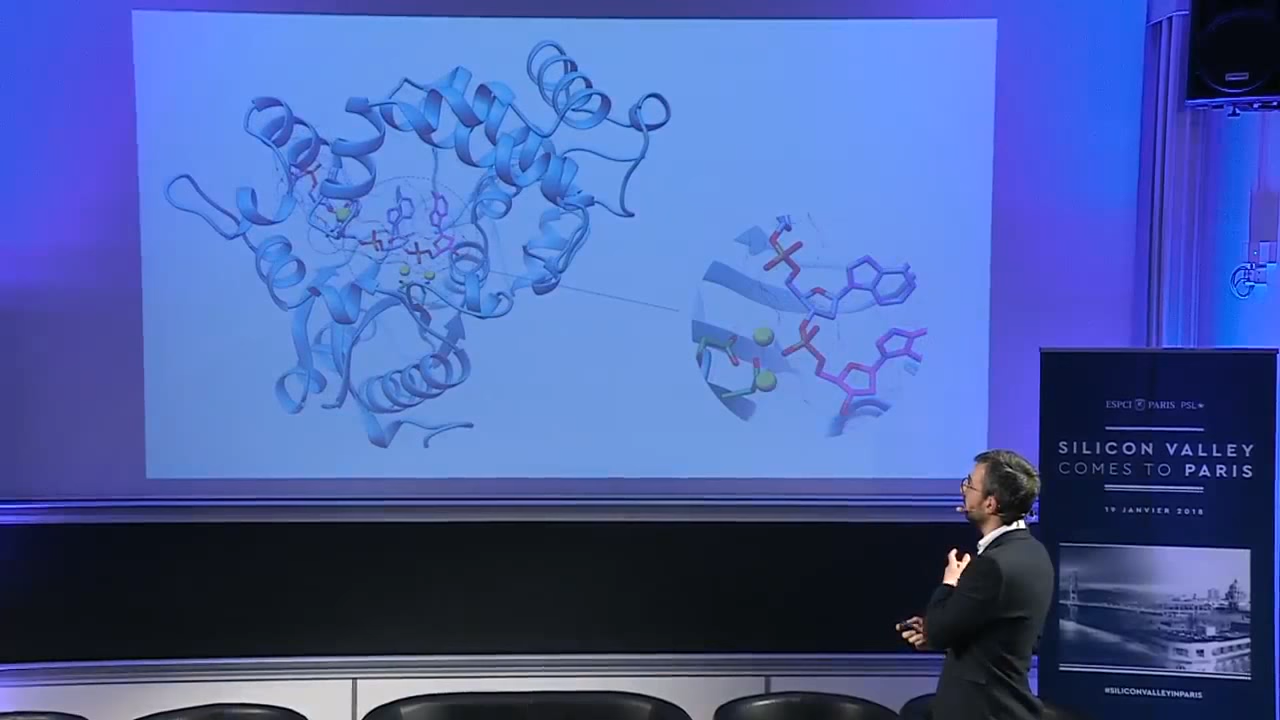 ESPCI PARIS PSL
SILICON VALLEY
COMES TO PARIS
19 JANVIER 2018
#SILICONVALLEYINPARIS